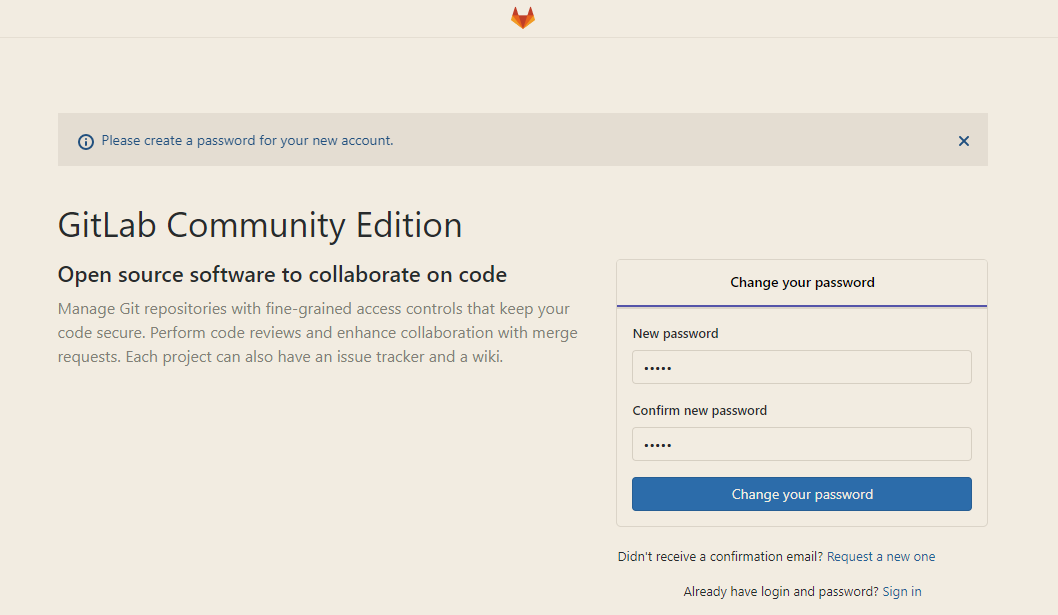 Please create a password for your new account.
GitLab Community Edition
Open source software to collaborate on code
Manage Git repositories with fine-grained access controls that keep your
code secure. Perform code reviews and enhance collaboration with merge
requests. Each project can also have an issue tracker and a wiki.
Change your password
New password
•••••
Confirm new password
•••••
Change your password
Didn't receive a confirmation email? Request a new one
Already have login and password? Sign in